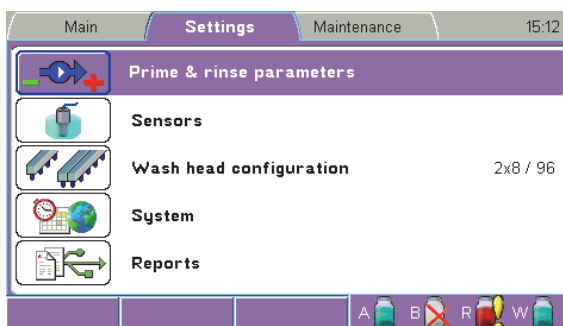 Main Settings Maintenance 15:12
Prime & rinse parameters
Sensors
Wash head configuration 2x8 / 96
System
Reports
A B R W